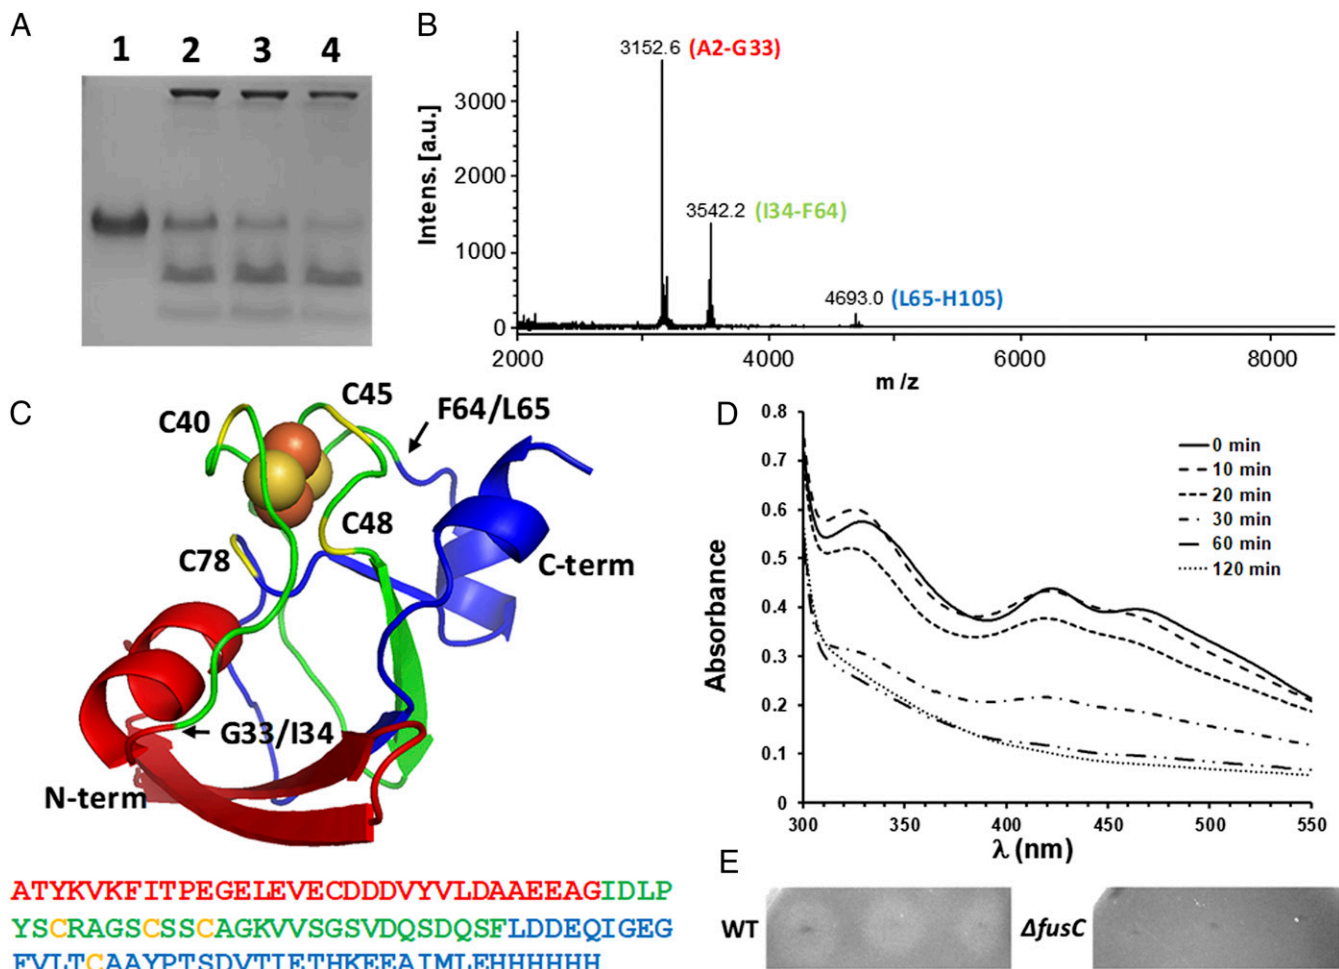 A
1 2 3 4
B
3152.6 (A2-G33)
3542.2 (I34-F64)
4693.0 (L65-H105)
Intens. [a.u.]
3000
2000
1000
0
2000 4000 6000 8000
m /z
C
C40
C45
F64/L65
C48
C78
C-term
G33/I34
N-term
ATYKVKFITPEGELEVECDDDVYVLDAAEEAGIDLP
YSCRAGSCSSCAGKVVSGSVDQSDQSFLDDEQIGEG
FVLTCAAYPTSDVTIETHKEEAIMLEHHHHHH
D
Absorbance
0.8
0.7
0.6
0.5
0.4
0.3
0.2
0.1
0
300 350 400 450 500 550
λ (nm)
0 min
10 min
20 min
30 min
60 min
120 min
E
WT
ΔfusC